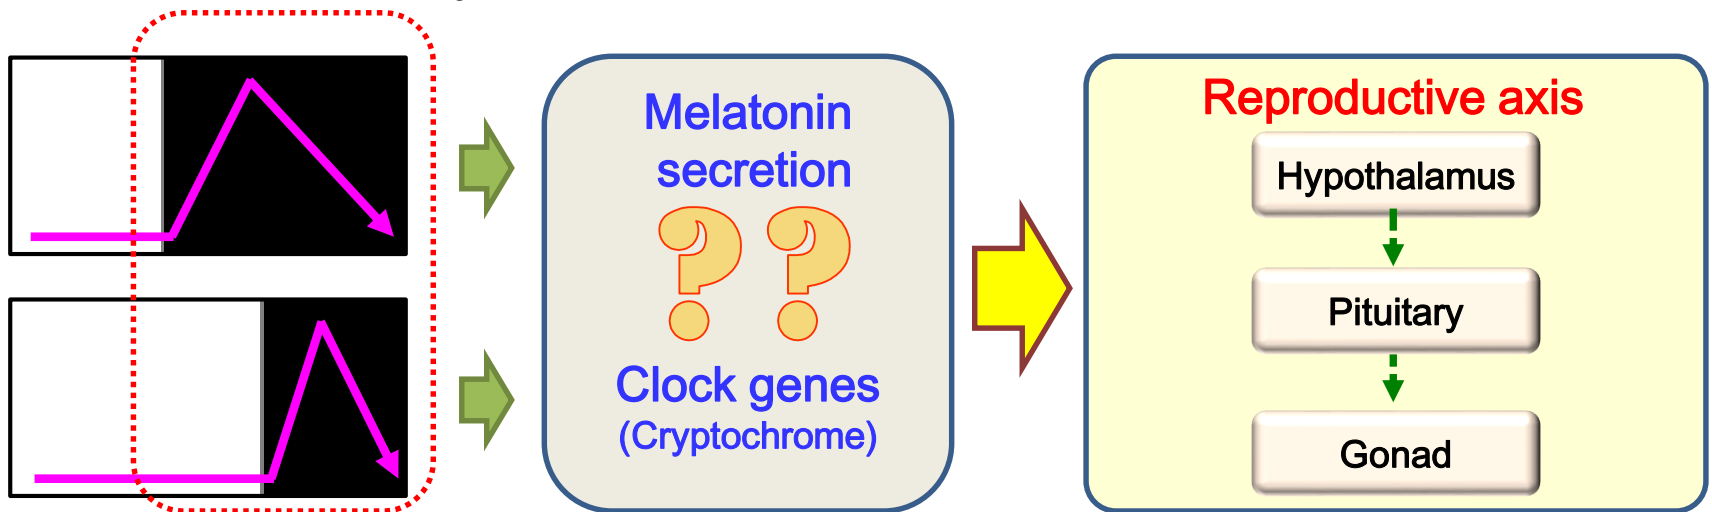 Melatonin
secretion
??
Clock genes
(Cryptochrome)
Reproductive axis
Hypothalamus
Pituitary
Gonad